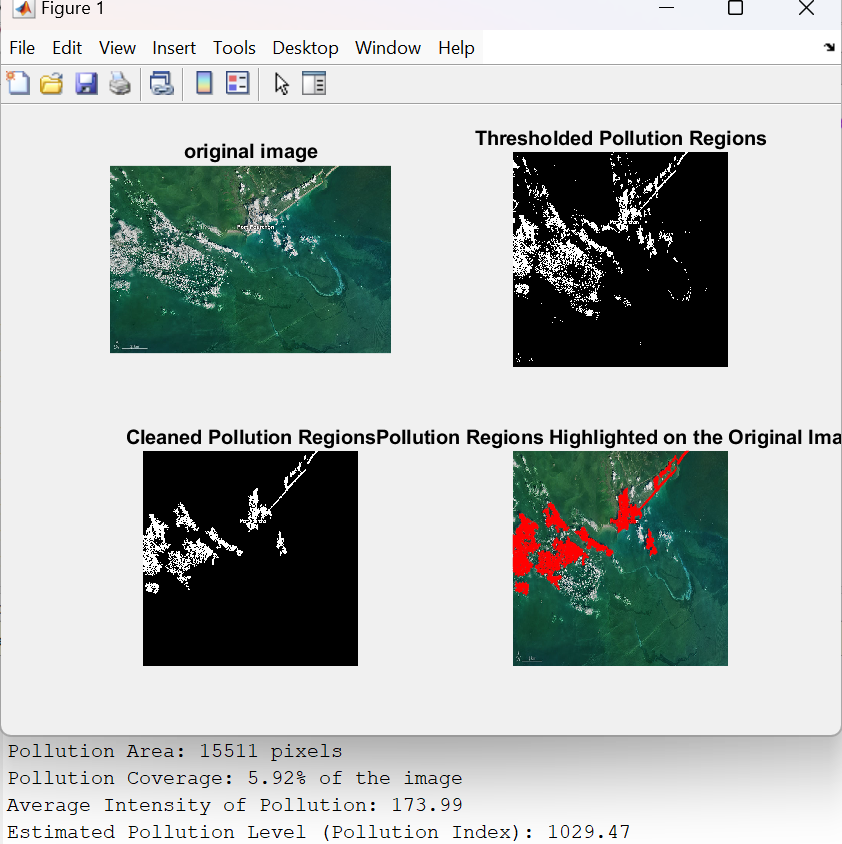 Figure 1
File Edit View Insert Tools Desktop Window Help
original image
Thresholded Pollution Regions
Cleaned Pollution Regions
Pollution Regions Highlighted on the Original Ima
Pollution Area: 15511 pixels
Pollution Coverage: 5.92% of the image
Average Intensity of Pollution: 173.99
Estimated Pollution Level (Pollution Index): 1029.47